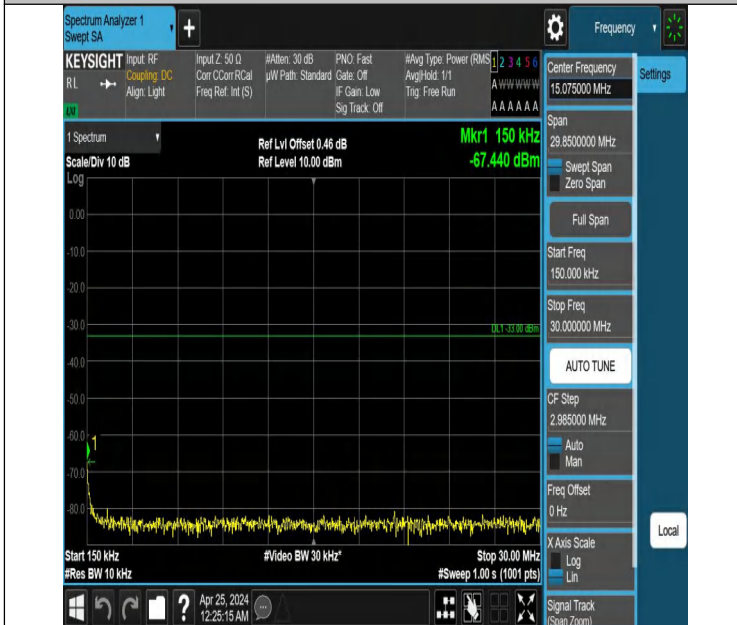 Spectrum Analyzer 1
Swept SA
+
Frequency
KEYSIGHT
RL
LXI
Input: RF
Coupling: DC
Align: Light
Input Z: 50 Ω
Corr CCorr RCal
Freq Ref: Int (S)
#Atten: 30 dB
µW Path: Standard
PNO: Fast
Gate: Off
IF Gain: Low
Sig Track: Off
#Avg Type: Power (RMS
Avg|Hold: 1/1
Trig: Free Run
1 2 3 4 5 6
A W W W W W
A A A A A A
1 Spectrum
Scale/Div 10 dB
Log
Ref Lvl Offset 0.46 dB
Ref Level 10.00 dBm
Mkr1 150 kHz
-67.440 dBm
0.00
-10.0
-20.0
-30.0
-40.0
-50.0
-60.0
-70.0
-80.0
DL1 -33.00 dBm
1
Start 150 kHz
#Res BW 10 kHz
#Video BW 30 kHz*
Stop 30.00 MHz
#Sweep 1.00 s (1001 pts)
Center Frequency
15.075000 MHz
Span
29.8500000 MHz
Swept Span
Zero Span
Full Span
Start Freq
150.000 kHz
Stop Freq
30.000000 MHz
AUTO TUNE
CF Step
2.985000 MHz
Auto
Man
Freq Offset
0 Hz
X Axis Scale
Log
Lin
Signal Track
(Span Zoom)
Settings
Local
?
Apr 25, 2024
12:25:15 AM